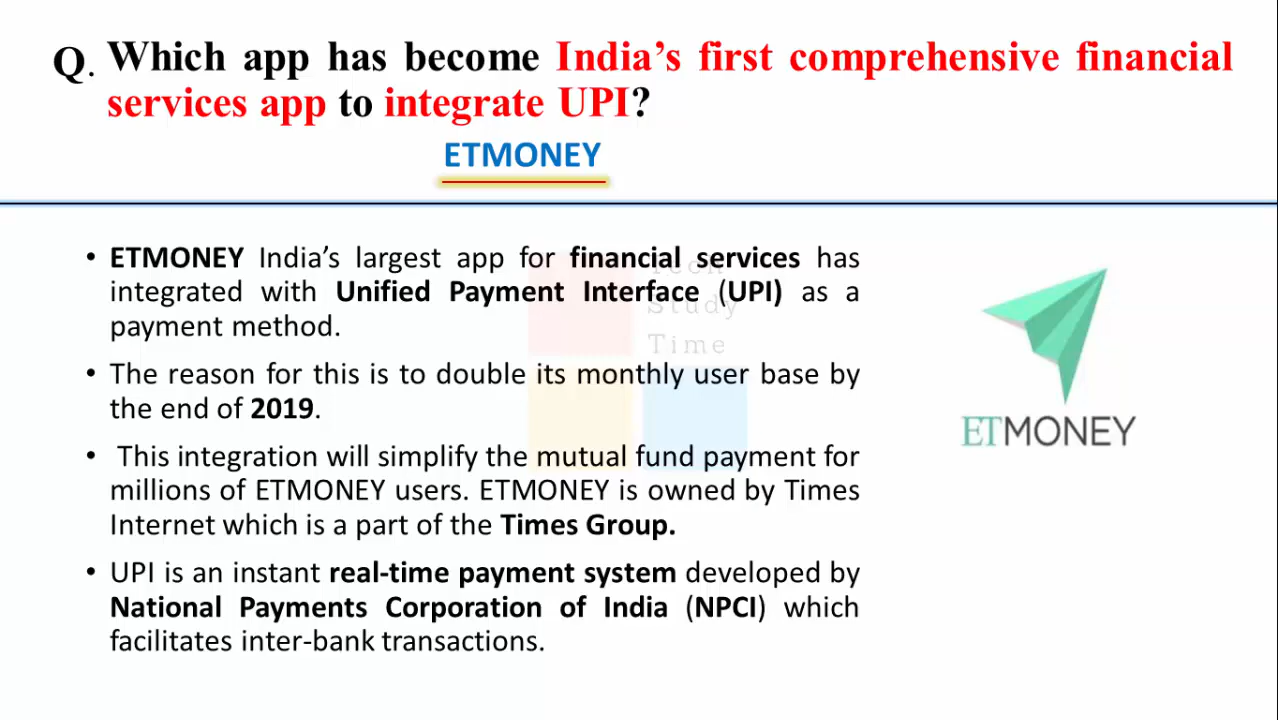 Q. Which app has become India’s first comprehensive financial
services app to integrate UPI?
ETMONEY
• ETMONEY India’s largest app for financial services has
integrated with Unified Payment Interface (UPI) as a
payment method.
• The reason for this is to double its monthly user base by
the end of 2019.
• This integration will simplify the mutual fund payment for
millions of ETMONEY users. ETMONEY is owned by Times
Internet which is a part of the Times Group.
• UPI is an instant real-time payment system developed by
National Payments Corporation of India (NPCI) which
facilitates inter-bank transactions.
Study
Time
ETMONEY